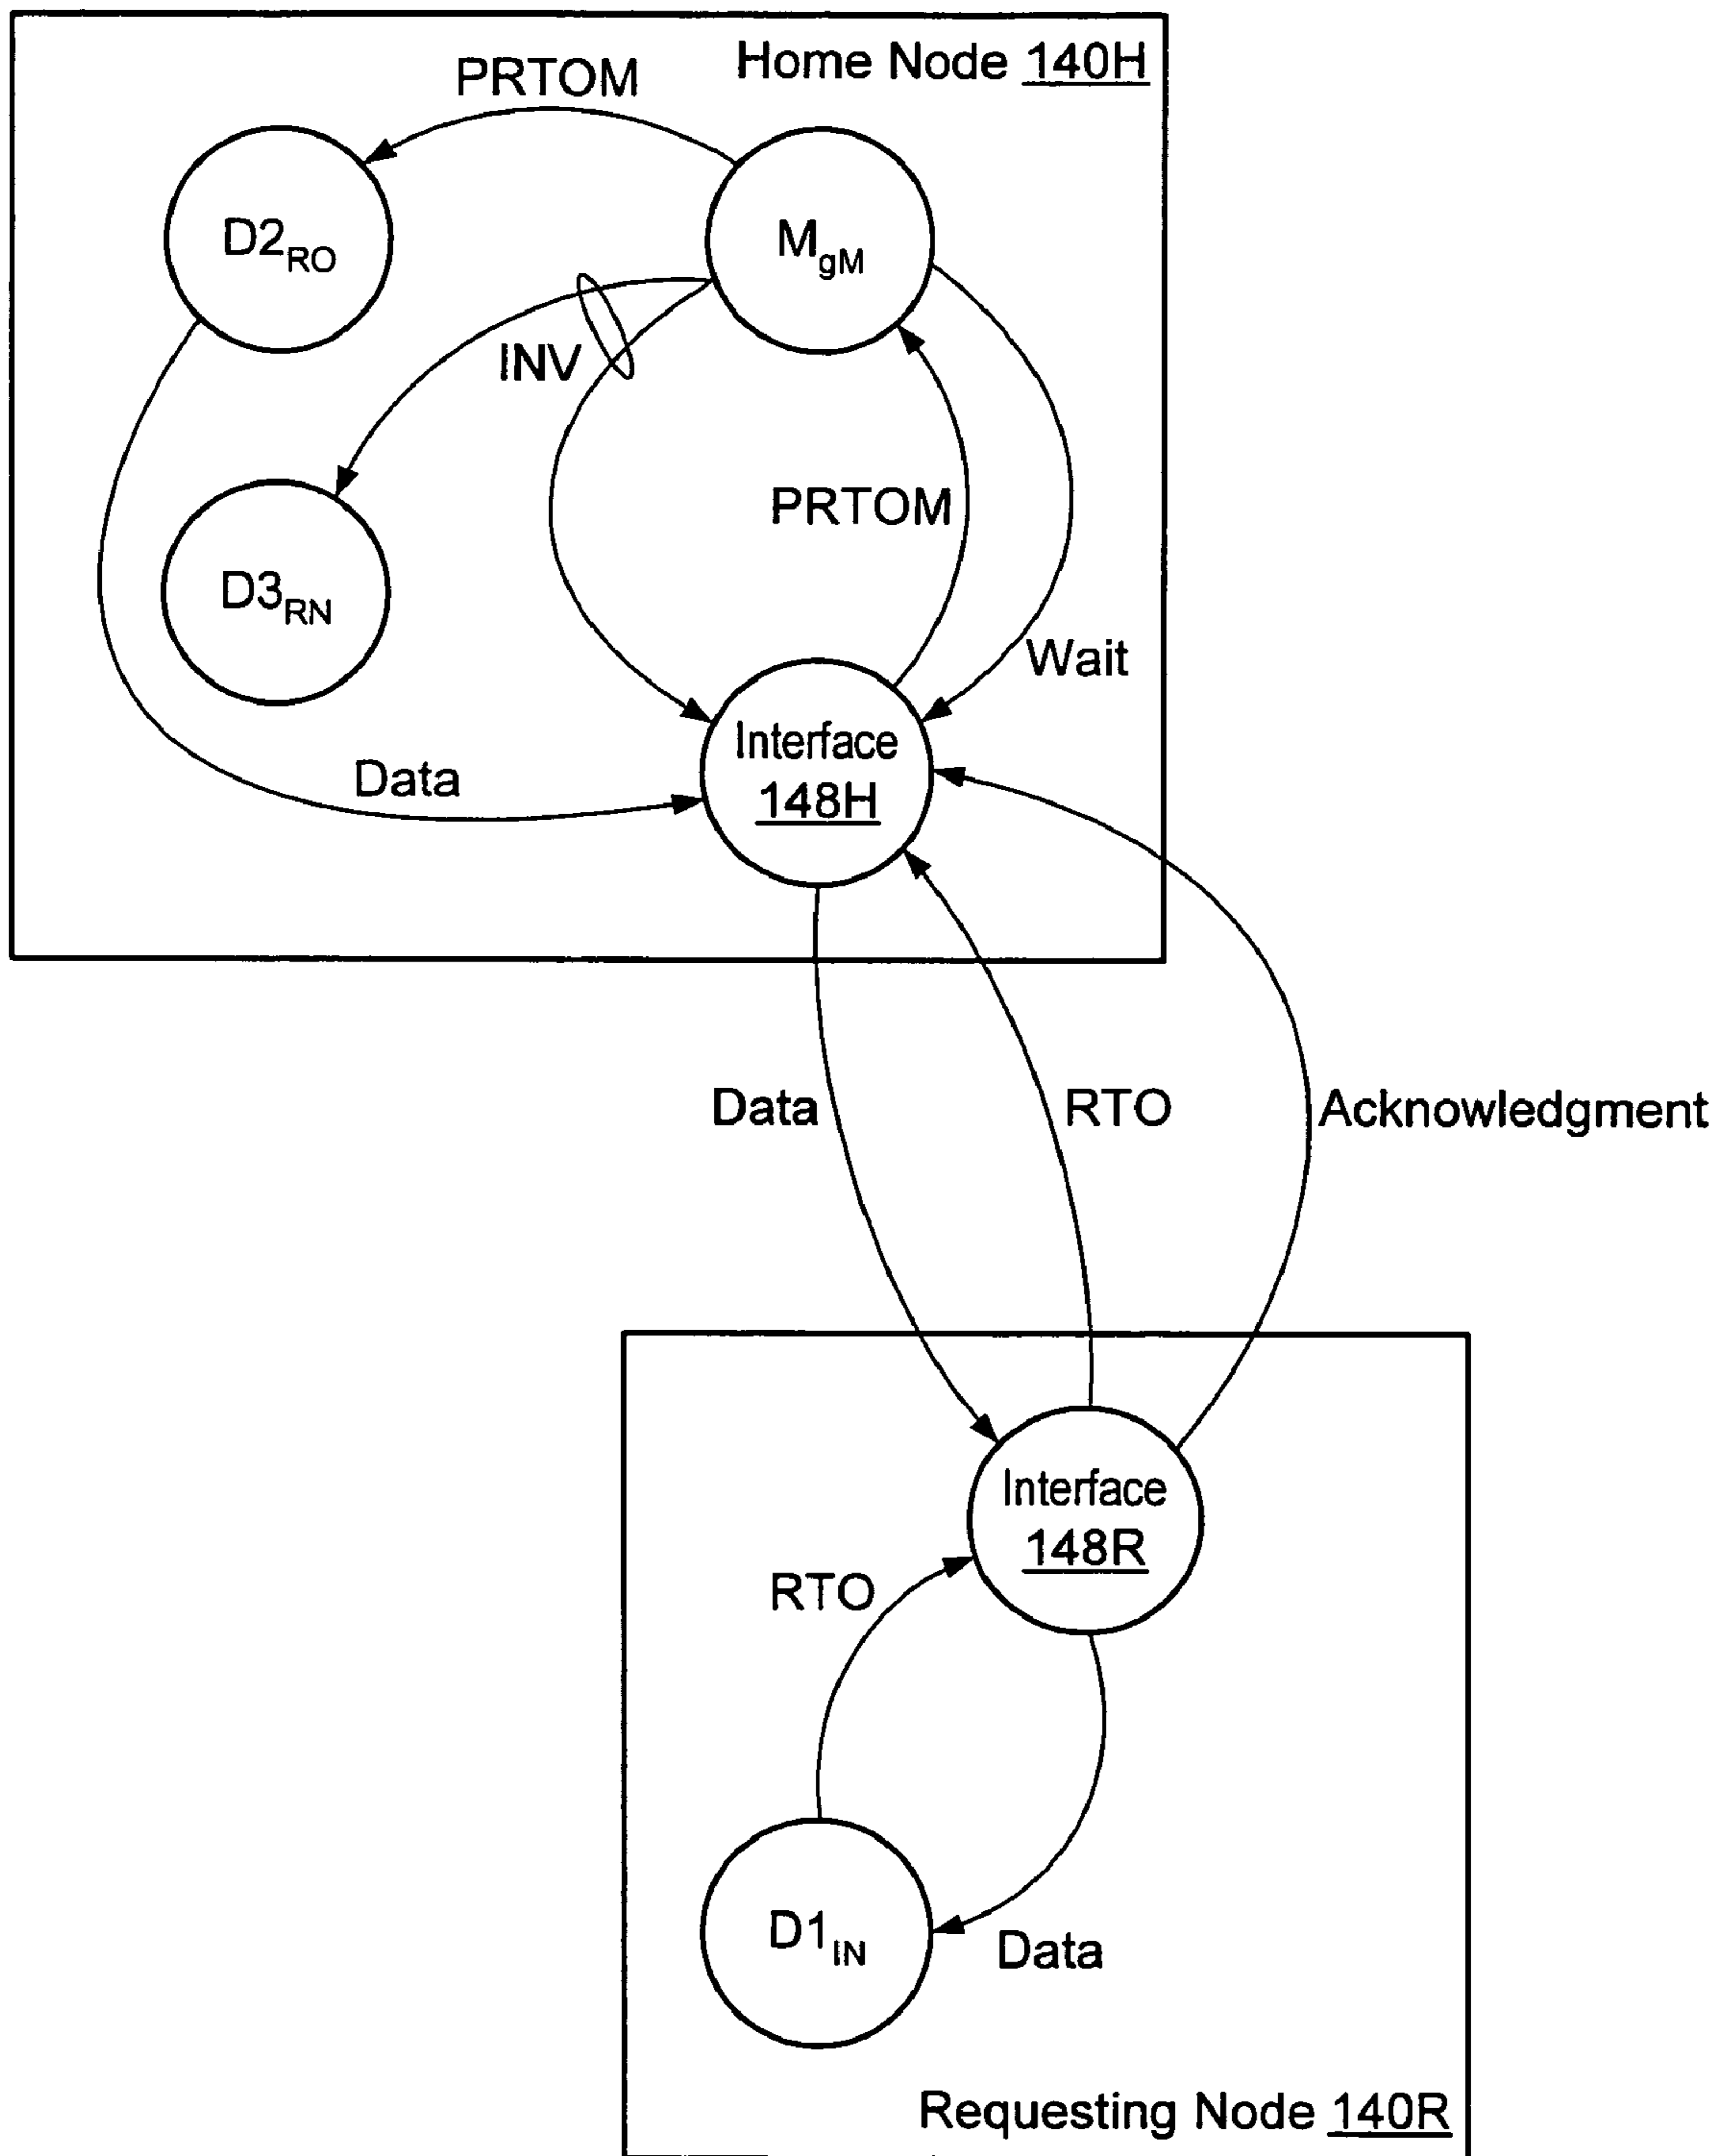 Home Node 140H
PRTOM
D2RO
MgM
INV
PRTOM
D3RN
Wait
Interface
148H
Data
Data
RTO
Acknowledgment
Interface
148R
RTO
D1IN
Data
Requesting Node 140R